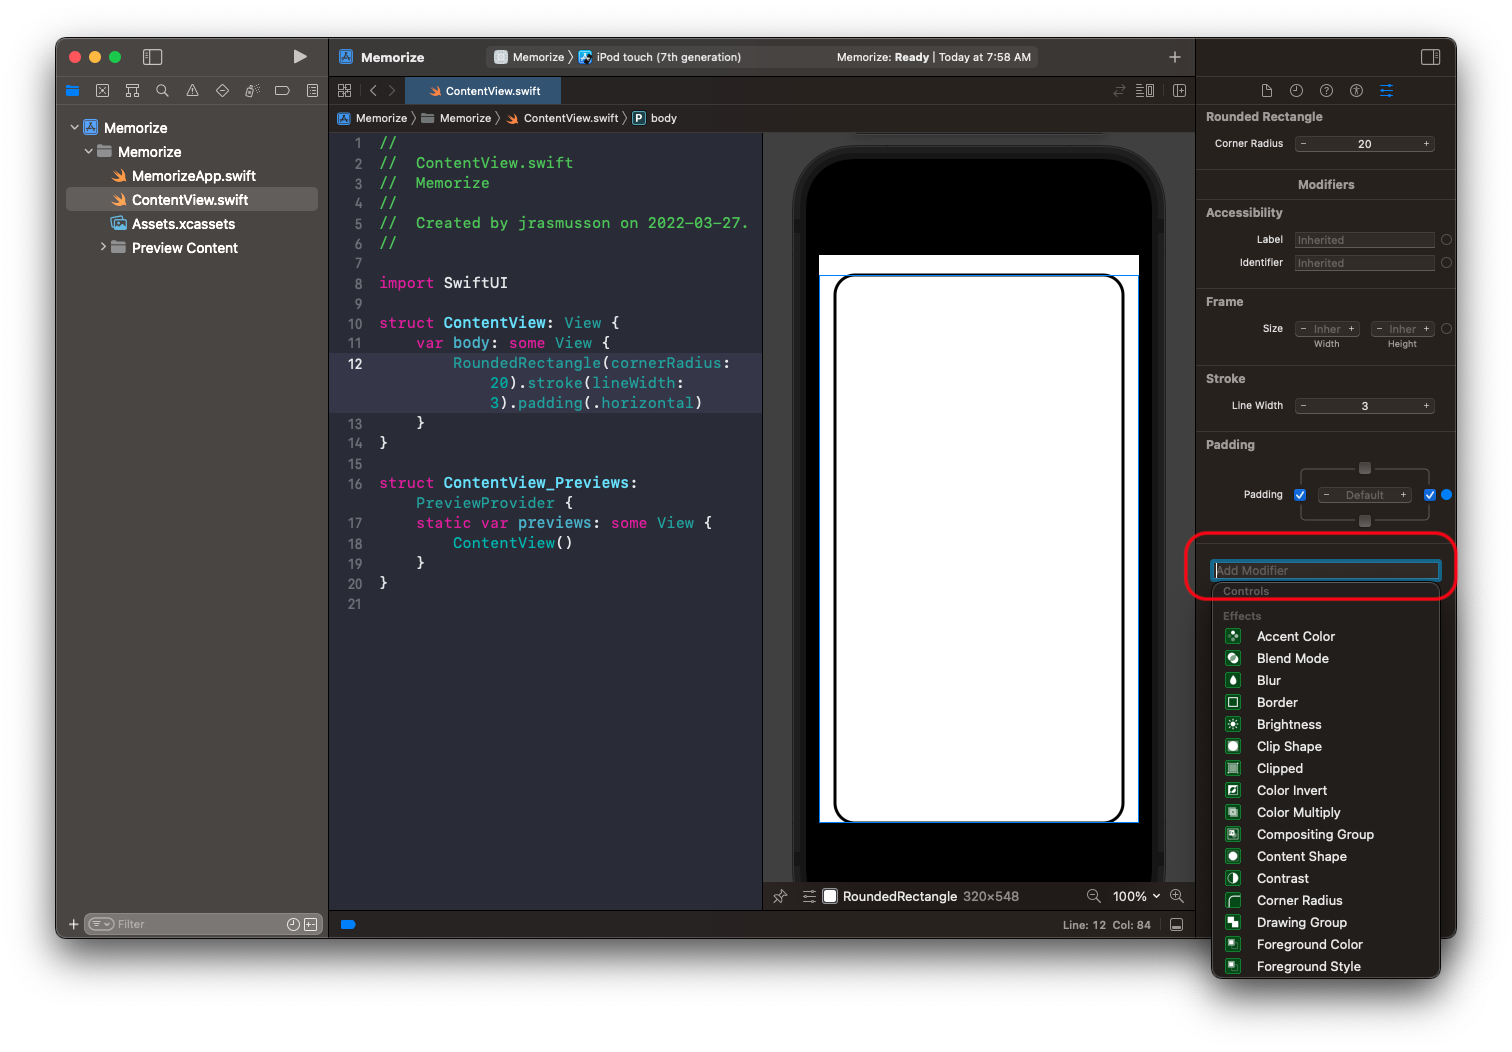 Memorize
Memorize
iPod touch (7th generation)
Memorize: Ready | Today at 7:58 AM
ContentView.swift
Memorize
Memorize
ContentView.swift
P
body
Memorize
Memorize
MemorizeApp.swift
ContentView.swift
Assets.xcassets
Preview Content
Filter
1 //
2 //  ContentView.swift
3 //  Memorize
4 //
5 //  Created by jrasmusson on 2022-03-27.
6 //
7
8 import SwiftUI
9
10 struct ContentView: View {
11     var body: some View {
12         RoundedRectangle(cornerRadius:
20).stroke(lineWidth:
3).padding(.horizontal)
13     }
14 }
15
16 struct ContentView_Previews:
PreviewProvider {
17     static var previews: some View {
18         ContentView()
19     }
20 }
21
RoundedRectangle 320×548
100%
Line: 12 Col: 84
Rounded Rectangle
Corner Radius − 20 +
Modifiers
Accessibility
Label Inherited
Identifier Inherited
Frame
Size − Inher + − Inher +
Width Height
Stroke
Line Width − 3 +
Padding
Padding − Default +
Add Modifier
Controls
Effects
Accent Color
Blend Mode
Blur
Border
Brightness
Clip Shape
Clipped
Color Invert
Color Multiply
Compositing Group
Content Shape
Contrast
Corner Radius
Drawing Group
Foreground Color
Foreground Style